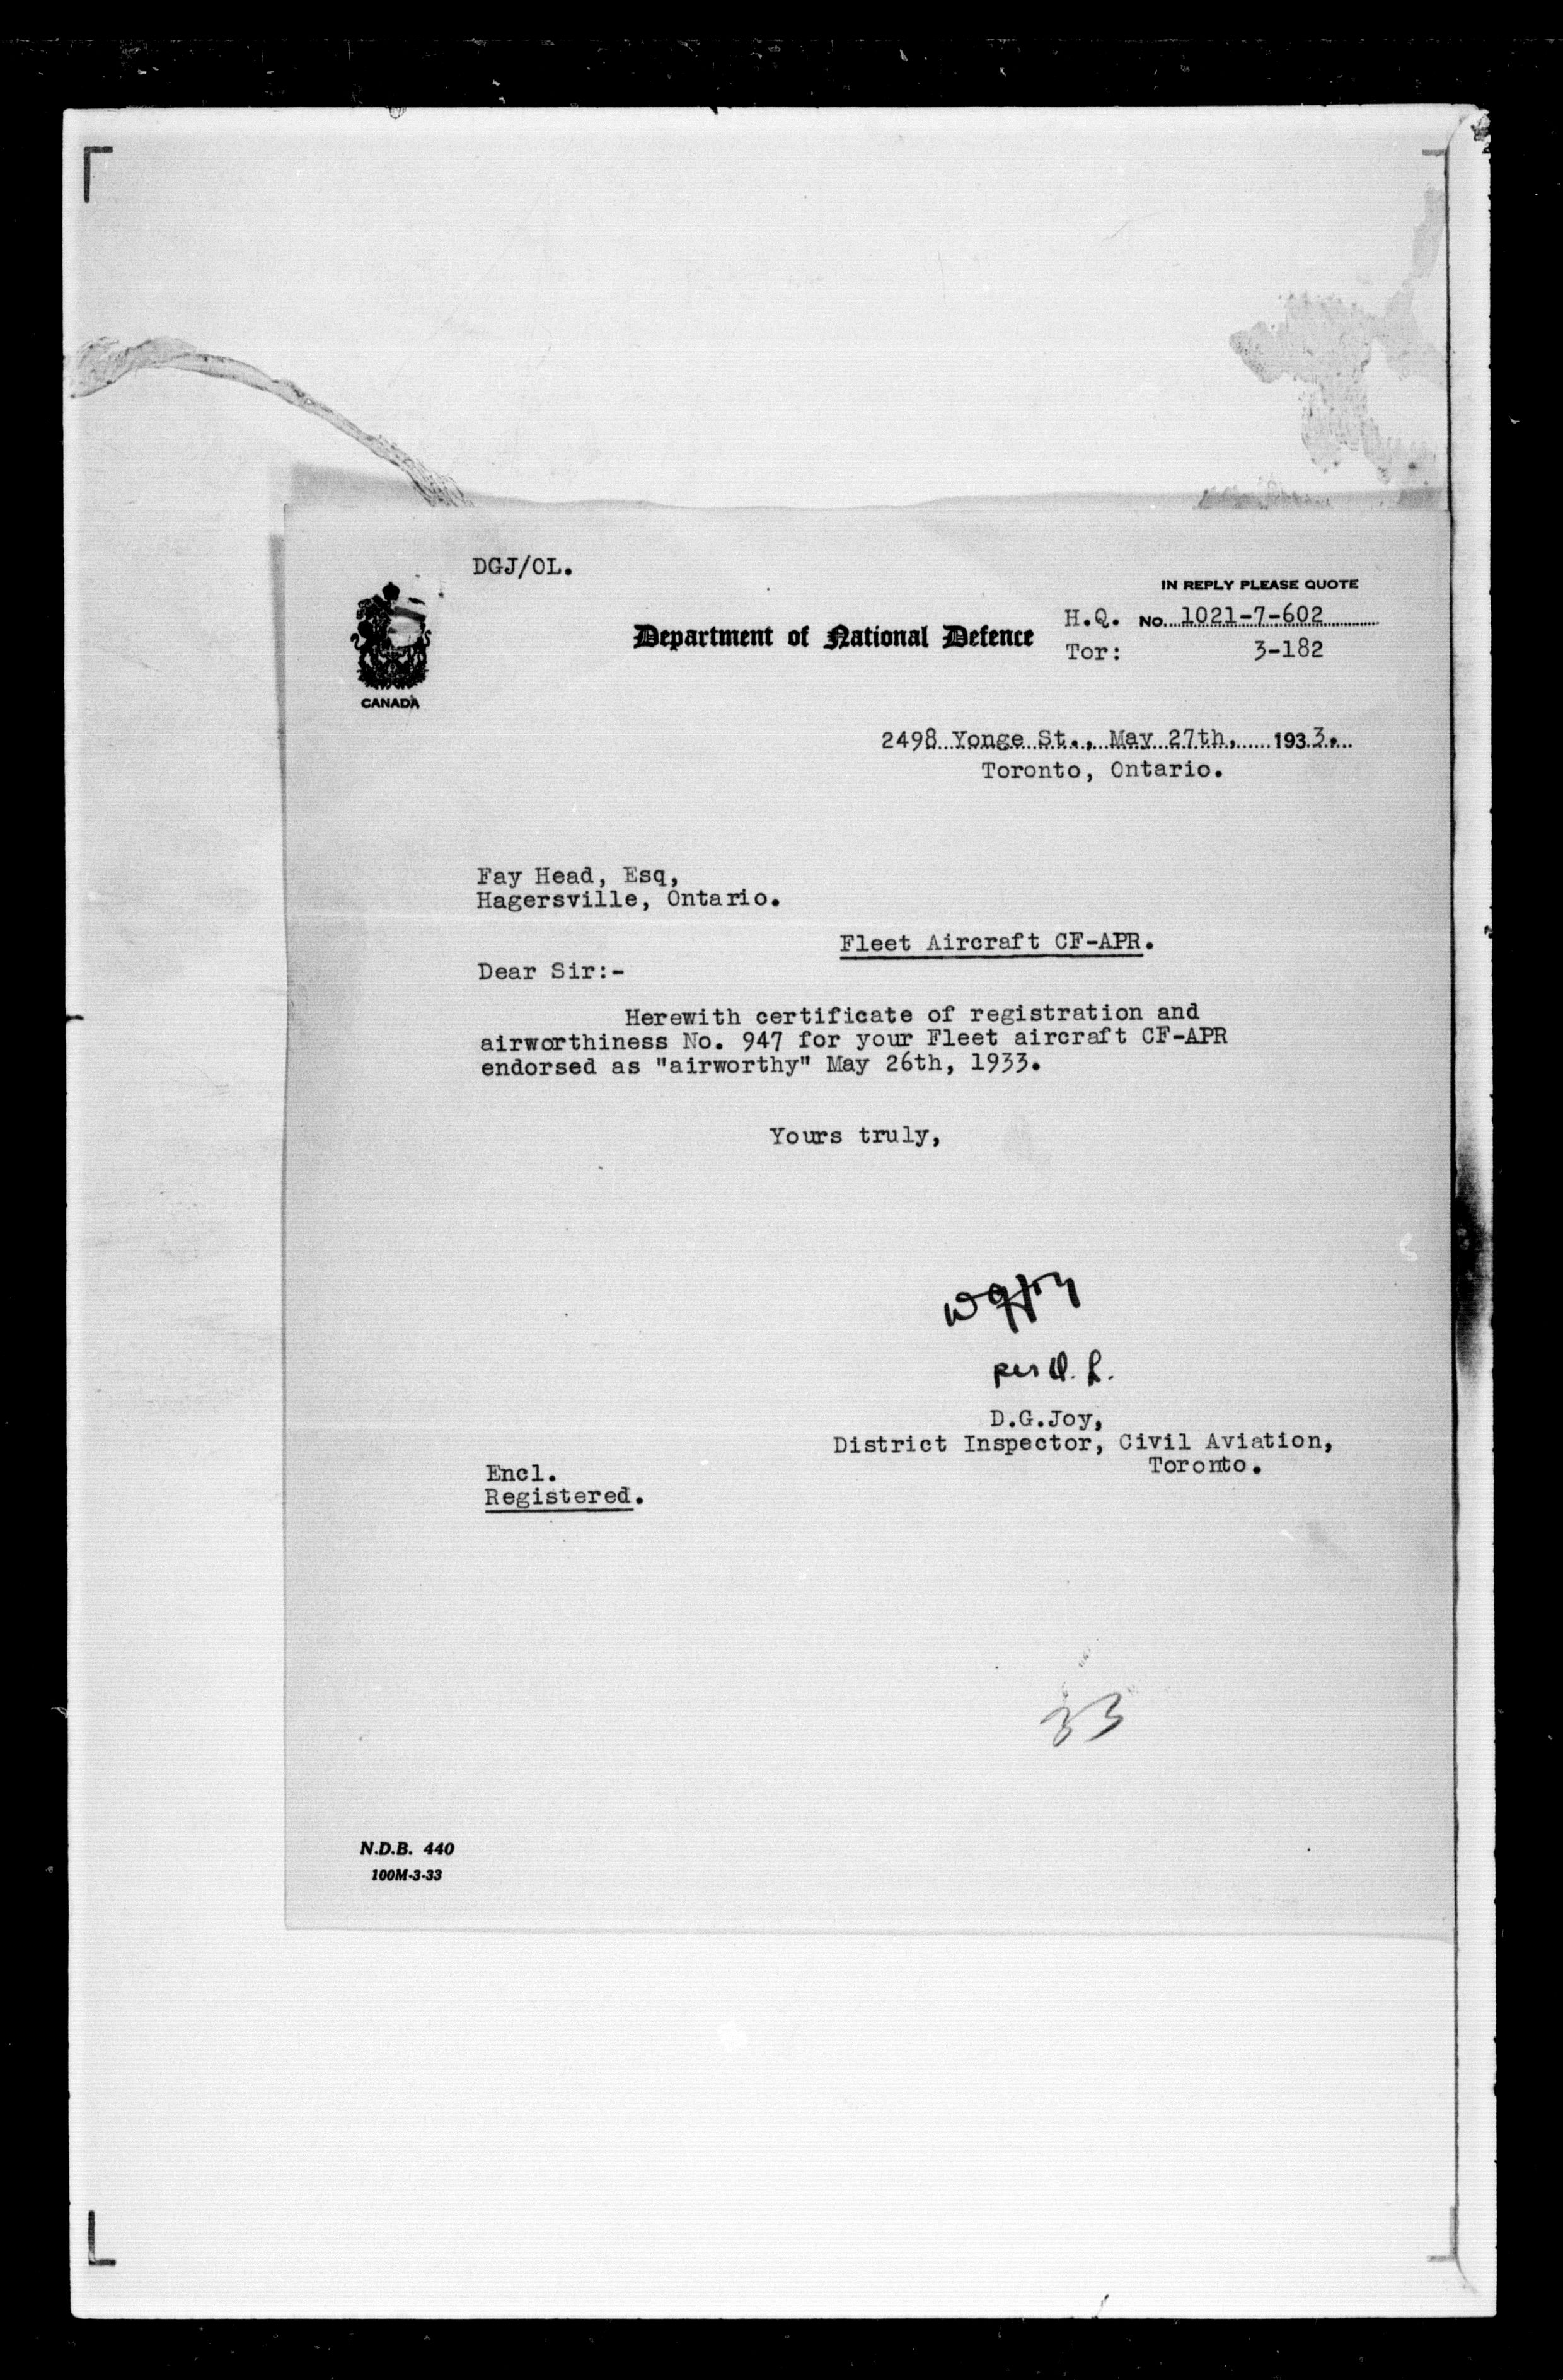 DGJ/OL.
IN REPLY PLEASE QUOTE
H.Q. No. 1021-7-602
Department of National Defence
Tor: 3-182
CANADA
2498 Yonge St., May 27th, 1933.
Toronto, Ontario.
Fay Head, Esq,
Hagersville, Ontario.
Fleet Aircraft CF-APR.
Dear Sir:-
Herewith certificate of registration and
airworthiness No. 947 for your Fleet aircraft CF-APR
endorsed as "airworthy" May 26th, 1933.
Yours truly,
per O. L.
D.G.Joy,
District Inspector, Civil Aviation,
Toronto.
Encl.
Registered.
33
N.D.B. 440
100M-3-33